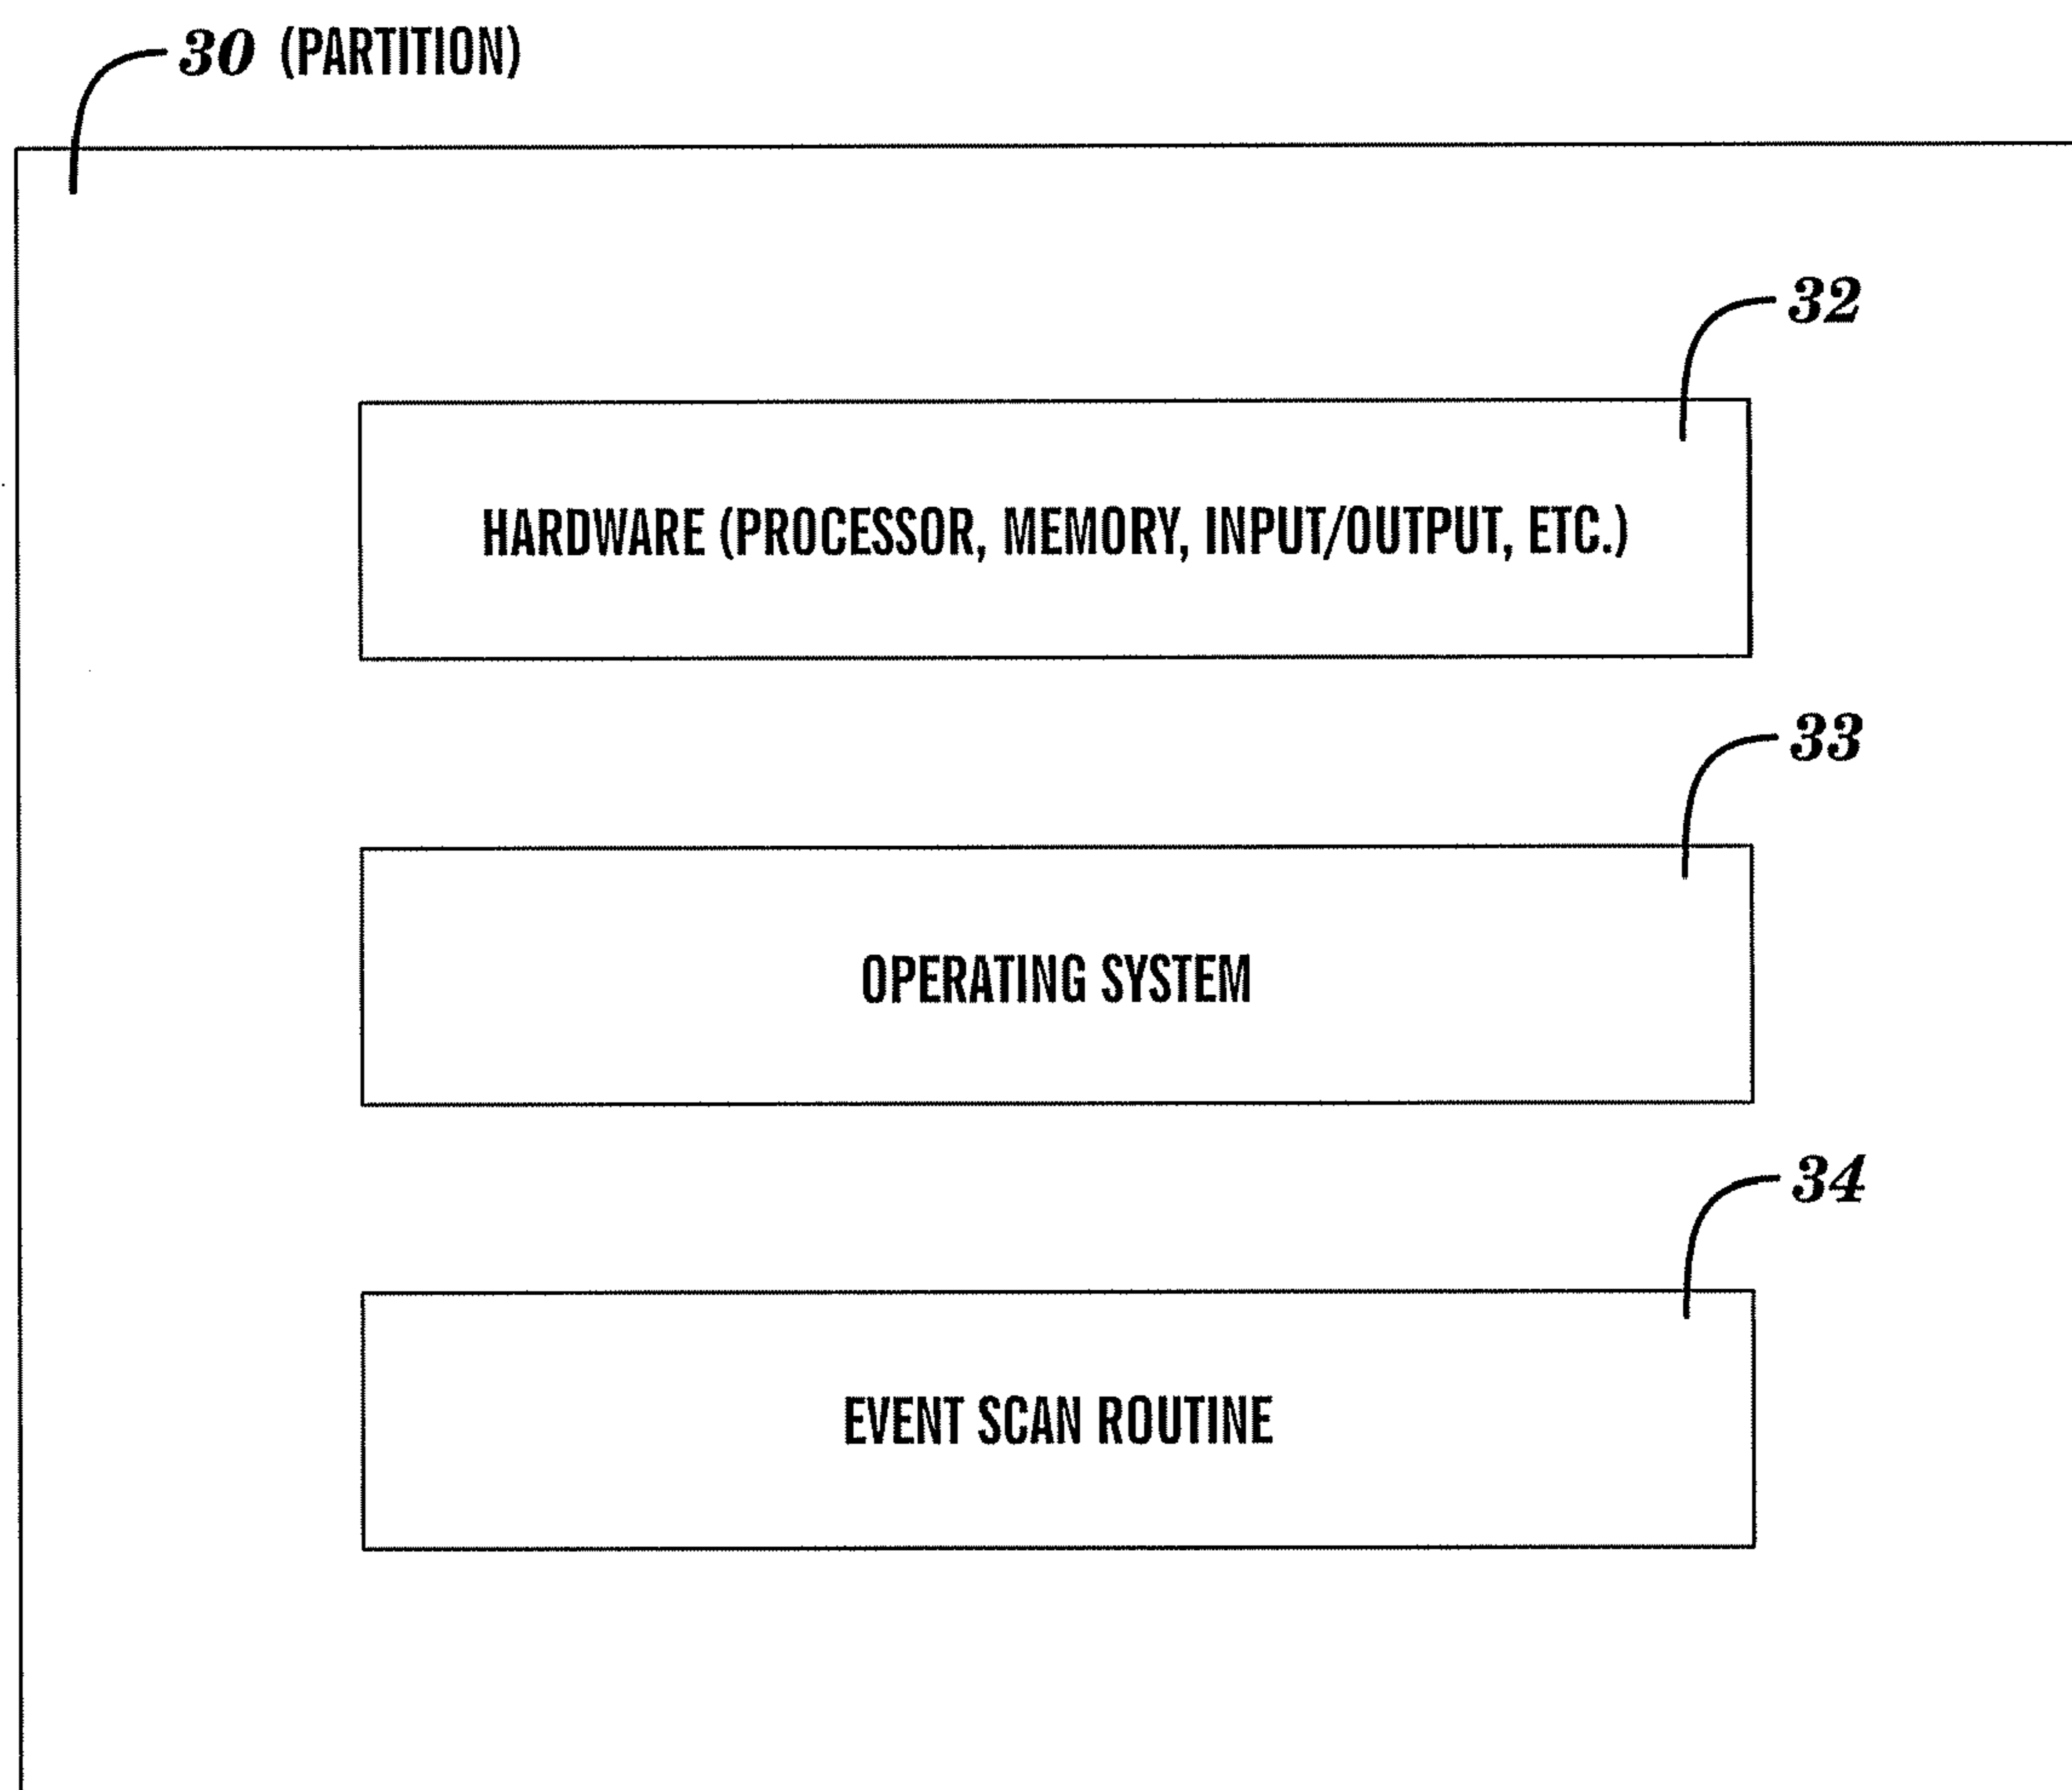 30 (PARTITION)
32
HARDWARE (PROCESSOR, MEMORY, INPUT/OUTPUT, ETC.)
33
OPERATING SYSTEM
34
EVENT SCAN ROUTINE